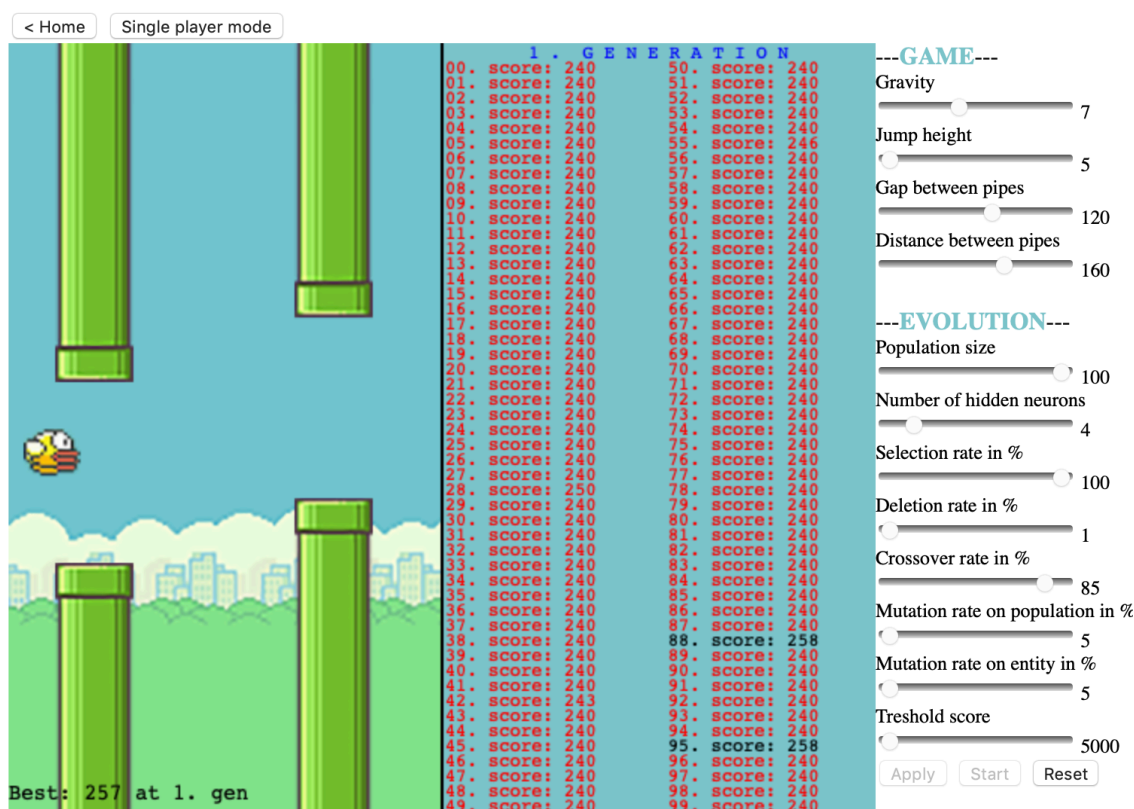 < Home
Single player mode
1. GENERATION
00. score: 240
01. score: 240
02. score: 240
03. score: 240
04. score: 240
05. score: 240
06. score: 240
07. score: 240
08. score: 240
09. score: 240
10. score: 240
11. score: 240
12. score: 240
13. score: 240
14. score: 240
15. score: 240
16. score: 240
17. score: 240
18. score: 240
19. score: 240
20. score: 240
21. score: 240
22. score: 240
23. score: 240
24. score: 240
25. score: 240
26. score: 240
27. score: 240
28. score: 250
29. score: 240
30. score: 240
31. score: 240
32. score: 240
33. score: 240
34. score: 240
35. score: 240
36. score: 240
37. score: 240
38. score: 240
39. score: 240
40. score: 240
41. score: 240
42. score: 243
43. score: 240
44. score: 240
45. score: 240
46. score: 240
47. score: 240
48. score: 240
49. score: 240
50. score: 240
51. score: 240
52. score: 240
53. score: 240
54. score: 240
55. score: 246
56. score: 240
57. score: 240
58. score: 240
59. score: 240
60. score: 240
61. score: 240
62. score: 240
63. score: 240
64. score: 240
65. score: 240
66. score: 240
67. score: 240
68. score: 240
69. score: 240
70. score: 240
71. score: 240
72. score: 240
73. score: 240
74. score: 240
75. score: 240
76. score: 240
77. score: 240
78. score: 240
79. score: 240
80. score: 240
81. score: 240
82. score: 240
83. score: 240
84. score: 240
85. score: 240
86. score: 240
87. score: 240
88. score: 258
89. score: 240
90. score: 240
91. score: 240
92. score: 240
93. score: 240
94. score: 240
95. score: 258
96. score: 240
97. score: 240
98. score: 240
99. score: 240
Best: 257 at 1. gen
---GAME---
Gravity
7
Jump height
5
Gap between pipes
120
Distance between pipes
160
---EVOLUTION---
Population size
100
Number of hidden neurons
4
Selection rate in %
100
Deletion rate in %
1
Crossover rate in %
85
Mutation rate on population in %
5
Mutation rate on entity in %
5
Treshold score
5000
Apply
Start
Reset